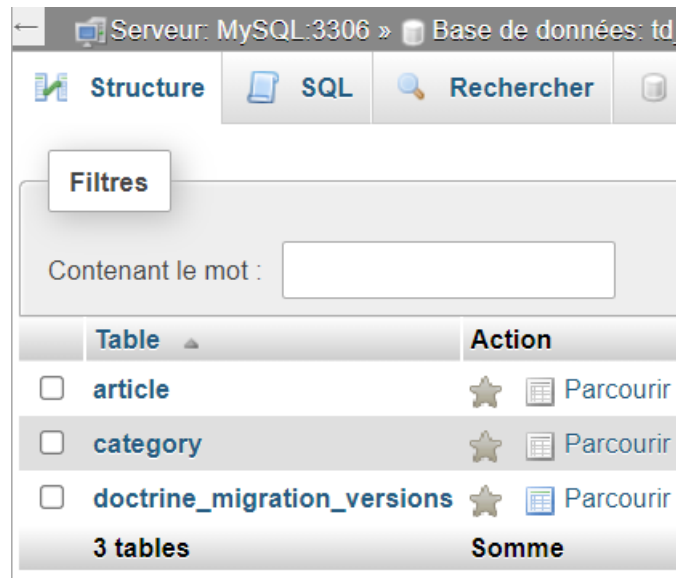 ← Serveur: MySQL:3306 » Base de données: td_
Structure SQL Rechercher
Filtres
Contenant le mot :
Table Action
article Parcourir
category Parcourir
doctrine_migration_versions Parcourir
3 tables Somme